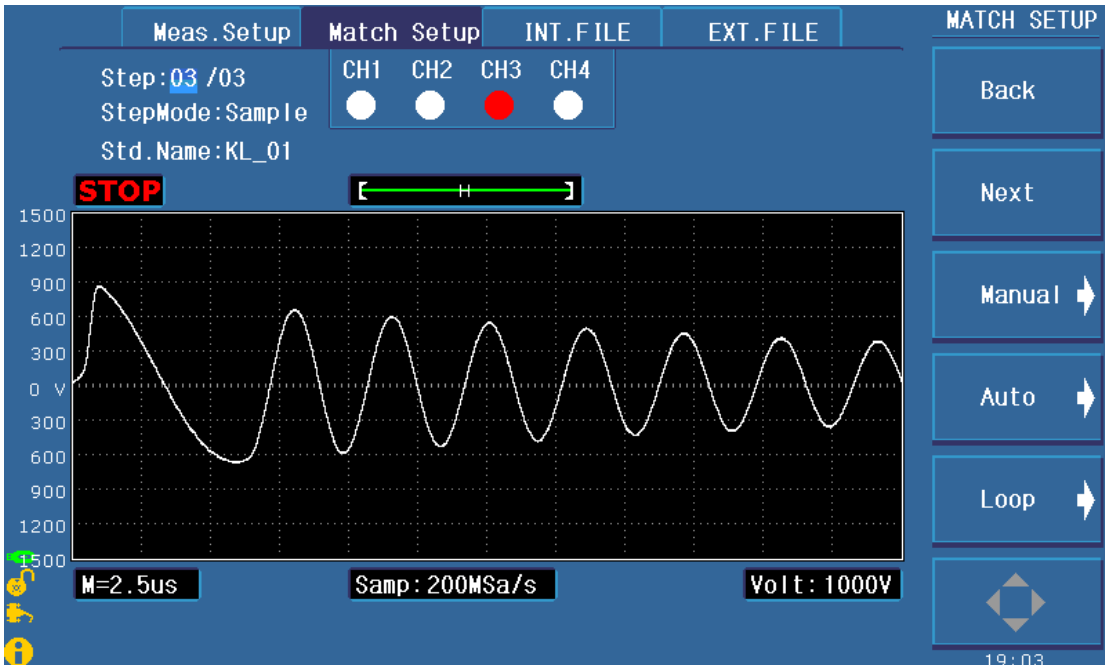 Meas.Setup Match Setup INT.FILE EXT.FILE MATCH SETUP
Step:03 /03
CH1 CH2 CH3 CH4
StepMode:Sample
Std.Name:KL_01
STOP
[ H ]
1500
1200
900
600
300
0 V
300
600
900
1200
1500
M=2.5us Samp:200MSa/s Volt:1000V
Back
Next
Manual
Auto
Loop
19:03